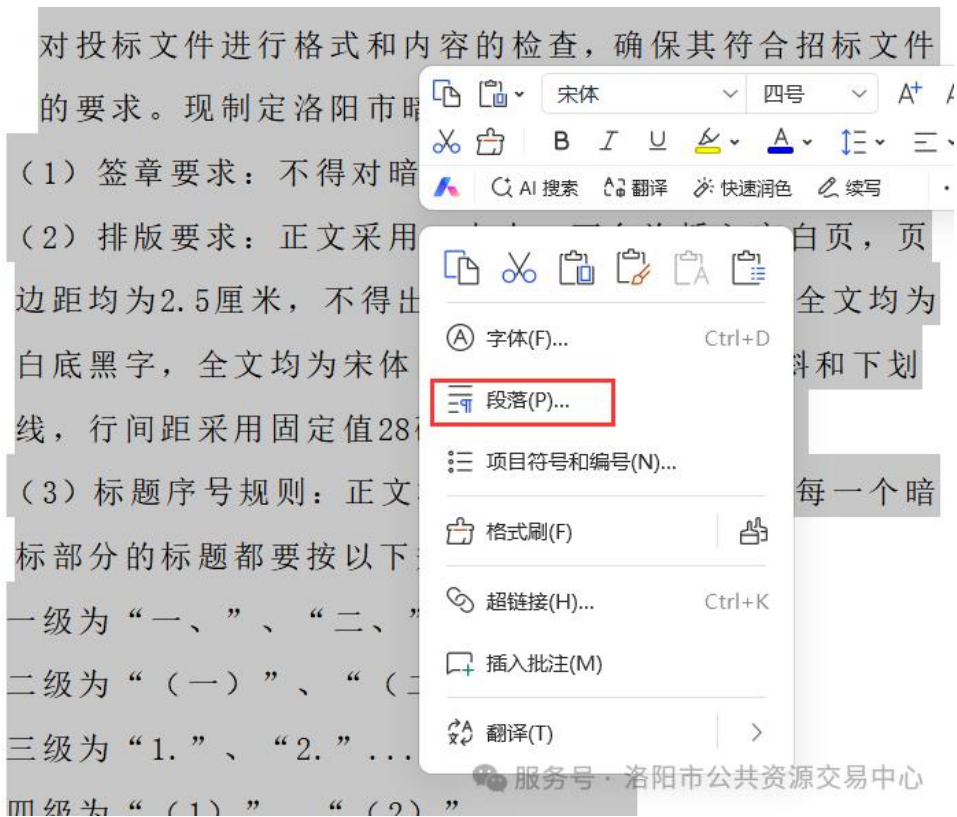 对投标文件进行格式和内容的检查，确保其符合招标文件
的要求。现制定洛阳市暗
宋体
四号
A+
B I U A
（1）签章要求：不得对暗
AI 搜索 翻译 快速润色 续写
（2）排版要求：正文采用
白页，页
边距均为2.5厘米，不得出
全文均为
字体(F)... Ctrl+D
白底黑字，全文均为宋体
和下划
段落(P)...
线，行间距采用固定值28
项目符号和编号(N)...
（3）标题序号规则：正文
每一个暗
格式刷(F)
标部分的标题都要按以下
超链接(H)... Ctrl+K
一级为“一、”、“二、”
插入批注(M)
二级为“（一）”、“（
翻译(T)
三级为“1.”、“2.”...
服务号 · 洛阳市公共资源交易中心
四级为“（1）”、“（2）”